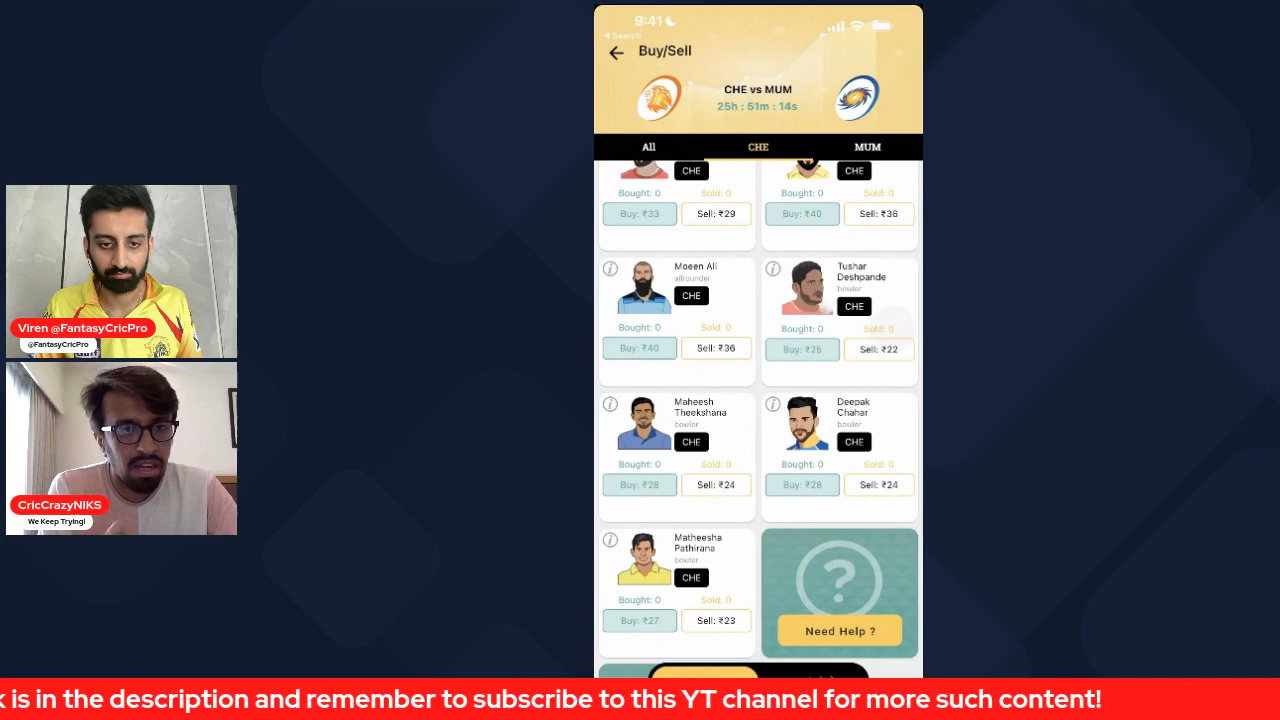 Viren @FantasyCricPro
@FantasyCricPro
CricCrazyNIKS
We Keep Trying!
9:41
Search
Buy/Sell
CHE vs MUM
25h : 51m : 14s
All CHE MUM
CHE CHE
Bought: 0 Sold: 0 Bought: 0 Sold: 0
Buy: ₹33 Sell: ₹29 Buy: ₹40 Sell: ₹36
Moeen Ali
allrounder
CHE
Bought: 0 Sold: 0
Buy: ₹40 Sell: ₹36
Tushar
Deshpande
bowler
CHE
Bought: 0 Sold: 0
Buy: ₹26 Sell: ₹22
Maheesh
Theekshana
bowler
CHE
Bought: 0 Sold: 0
Buy: ₹28 Sell: ₹24
Deepak
Chahar
bowler
CHE
Bought: 0 Sold: 0
Buy: ₹28 Sell: ₹24
Matheesha
Pathirana
bowler
CHE
Bought: 0 Sold: 0
Buy: ₹27 Sell: ₹23
?
Need Help ?
is in the description and remember to subscribe to this YT channel for more such content!